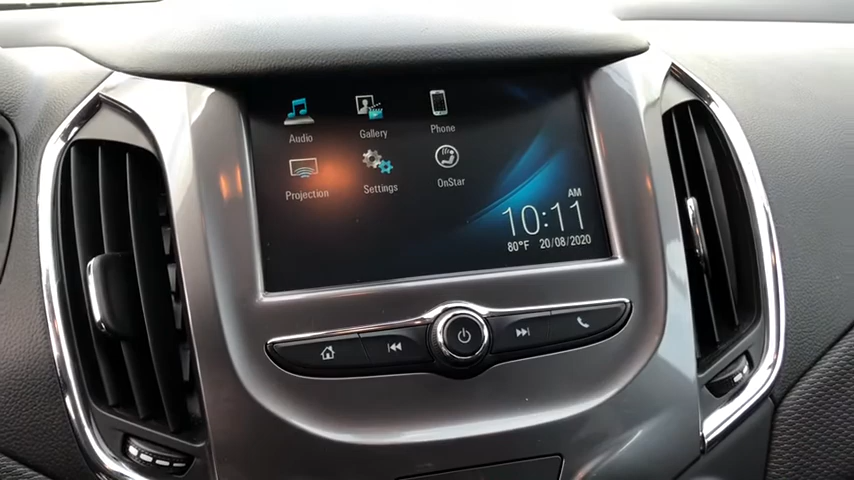 Audio
Gallery
Phone
Projection
Settings
OnStar
AM
10:11
80°F 20/08/2020